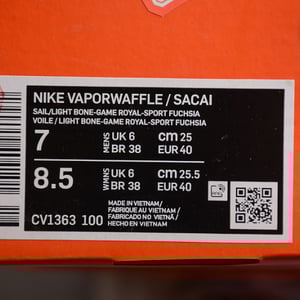 NIKE VAPORWAFFLE / SACAI
SAIL/LIGHT BONE-GAME ROYAL-SPORT FUCHSIA
VOILE / LIGHT BONE-GAME ROYAL-SPORT FUCHSIA
7 MENS UK 6 cm 25
BR 38 EUR 40
8.5 WMNS UK 6 cm 25.5
BR 38 EUR 40
CV1363 100
MADE IN VIETNAM/
FABRIQUE AU VIETNAM /
FABRICADO NO VIETNÃ /
HECHO EN VIETNAM/